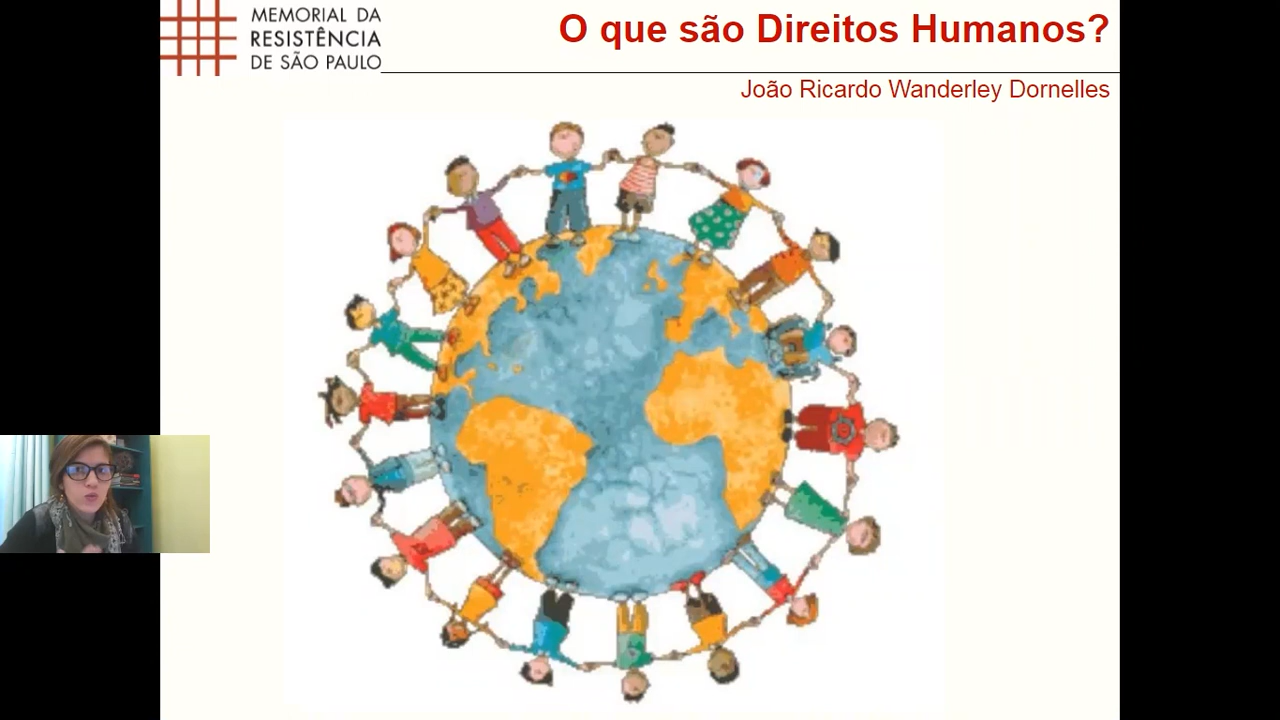 MEMORIAL DA
RESISTÊNCIA
DE SÃO PAULO
O que são Direitos Humanos?
João Ricardo Wanderley Dornelles